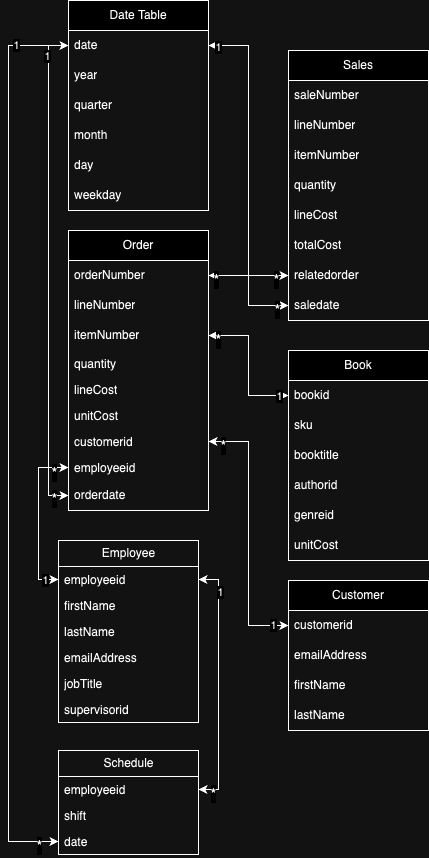 Date Table
date
year
quarter
month
day
weekday
1
1
1
Sales
saleNumber
lineNumber
itemNumber
quantity
lineCost
totalCost
relatedorder
saledate
*
*
*
Order
orderNumber
lineNumber
itemNumber
quantity
lineCost
unitCost
customerid
employeeid
orderdate
*
*
*
*
Book
bookid
sku
booktitle
authorid
genreid
unitCost
1
Employee
employeeid
firstName
lastName
emailAddress
jobTitle
supervisorid
1
1
Customer
customerid
emailAddress
firstName
lastName
1
Schedule
employeeid
shift
date
*
*